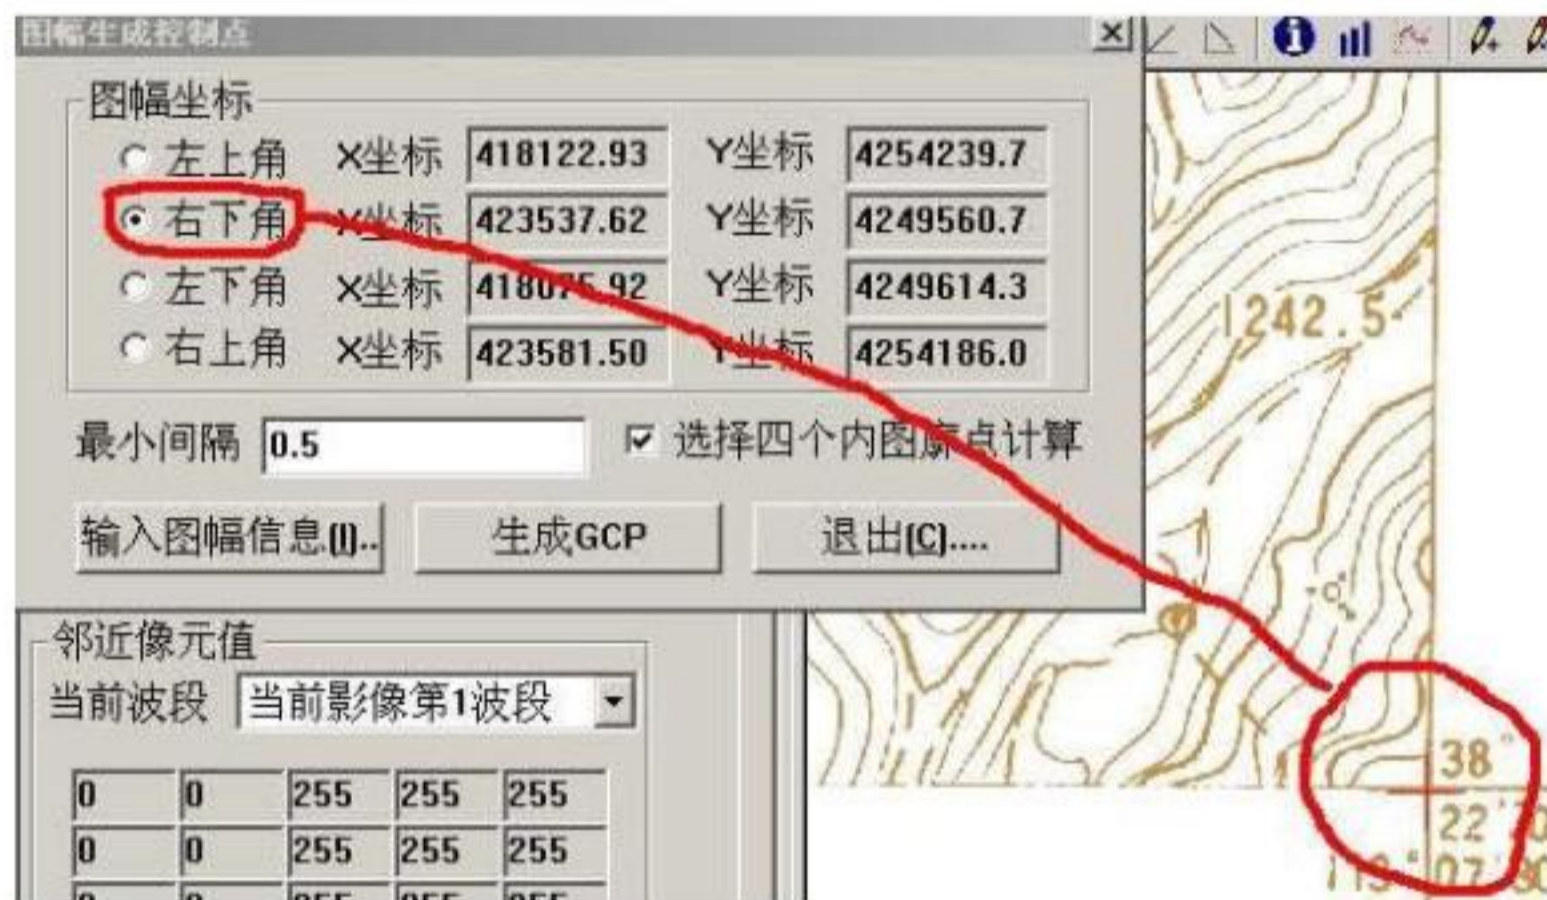 图幅生成控制点
图幅坐标
左上角 X坐标 418122.93 Y坐标 4254239.7
右下角 X坐标 423537.62 Y坐标 4249560.7
左下角 X坐标 418075.92 Y坐标 4249614.3
右上角 X坐标 423581.50 Y坐标 4254186.0
最小间隔 0.5 选择四个内图廓点计算
输入图幅信息(I).. 生成GCP 退出(C)....
邻近像元值
当前波段 当前影像第1波段
0 0 255 255 255
0 0 255 255 255
1242.5
38°
22'
07'